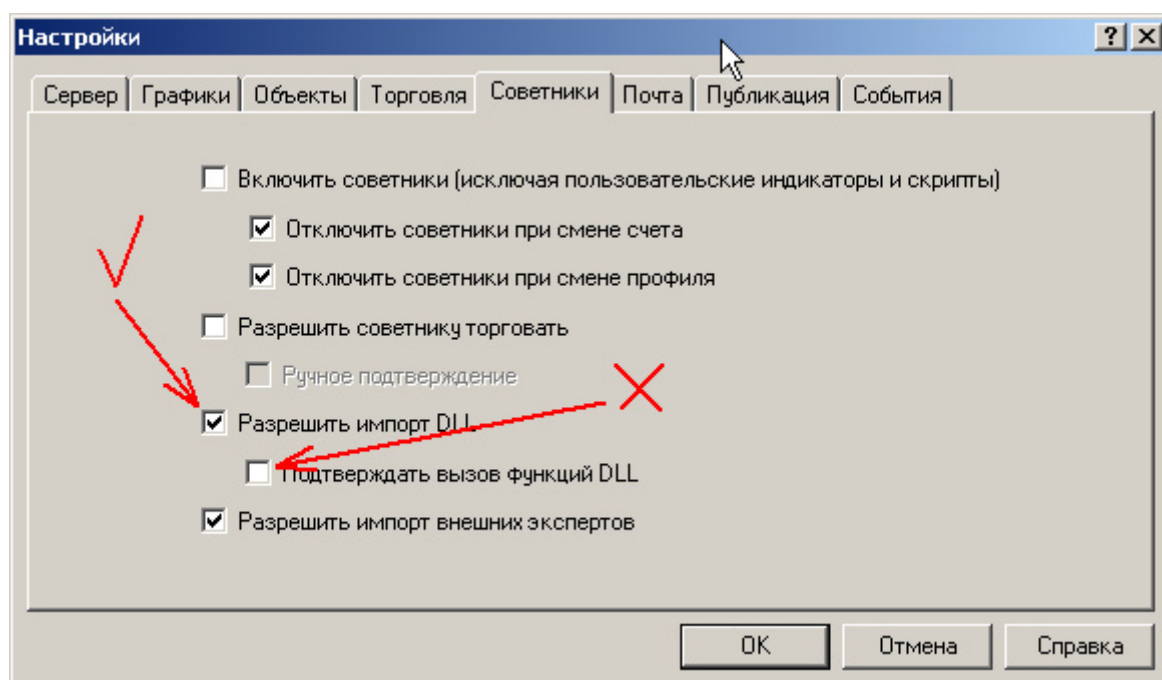 Настройки
Сервер Графики Объекты Торговля Советники Почта Публикация События
Включить советники (исключая пользовательские индикаторы и скрипты)
Отключить советники при смене счета
Отключить советники при смене профиля
Разрешить советнику торговать
Ручное подтверждение
Разрешить импорт DLL
Подтверждать вызов функций DLL
Разрешить импорт внешних экспертов
OK Отмена Справка